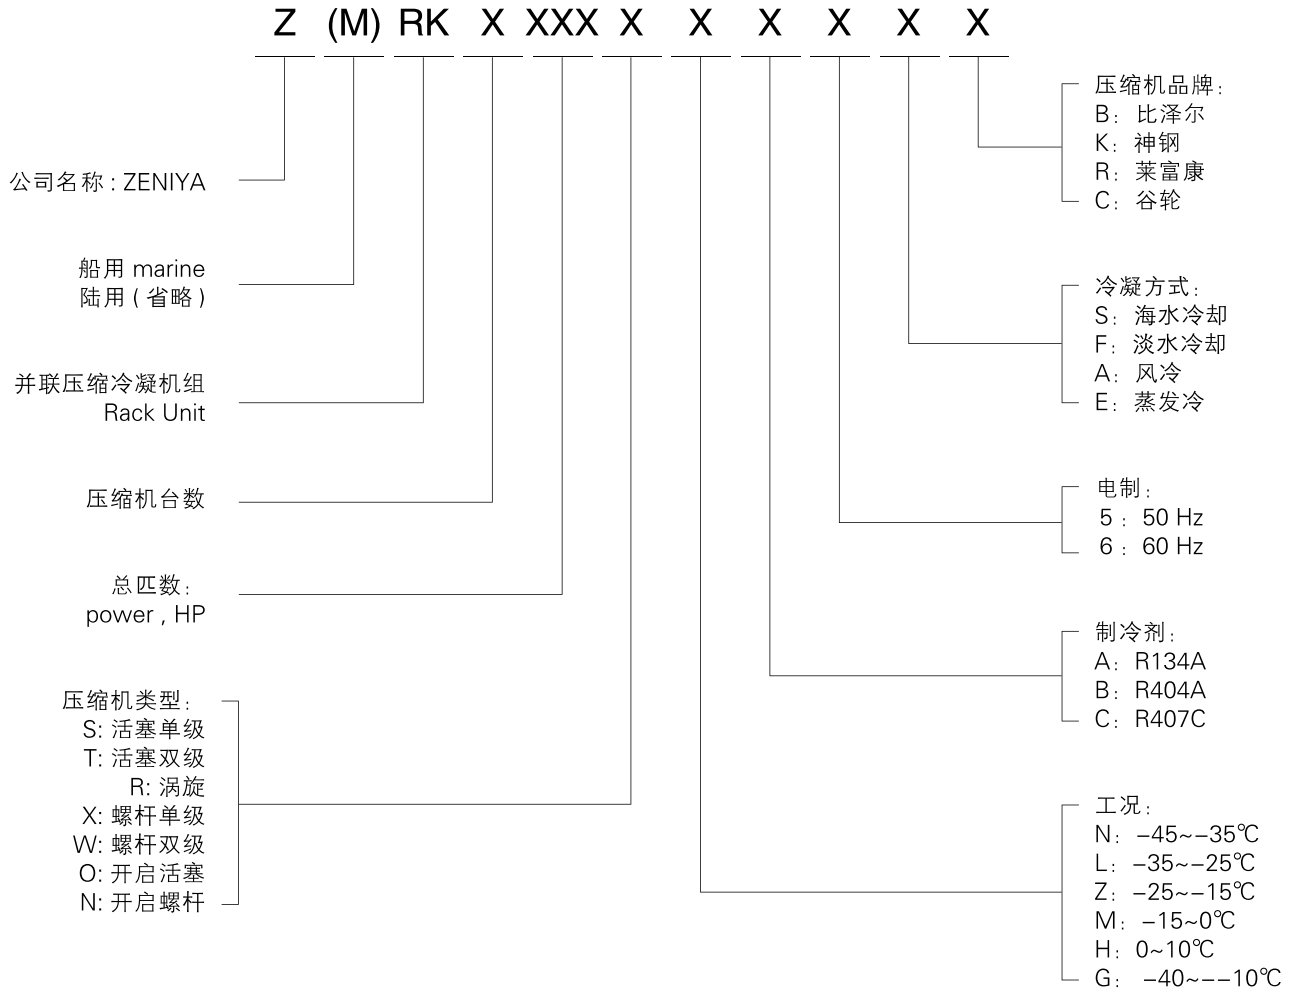 Z (M) RK X XXX X X X X X X
公司名称 : ZENIYA
船用 marine
陆用 ( 省略 )
并联压缩冷凝机组
Rack Unit
压缩机台数
总匹数：
power , HP
压缩机类型：
S: 活塞单级
T: 活塞双级
R: 涡旋
X: 螺杆单级
W: 螺杆双级
O: 开启活塞
N: 开启螺杆
压缩机品牌：
B：比泽尔
K：神钢
R：莱富康
C：谷轮
冷凝方式：
S：海水冷却
F：淡水冷却
A：风冷
E：蒸发冷
电制：
5 ：50 Hz
6 ：60 Hz
制冷剂：
A：R134A
B：R404A
C：R407C
工况：
N：–45~–35℃
L：–35~–25℃
Z：–25~–15℃
M：–15~0℃
H：0~10℃
G：–40~––10℃